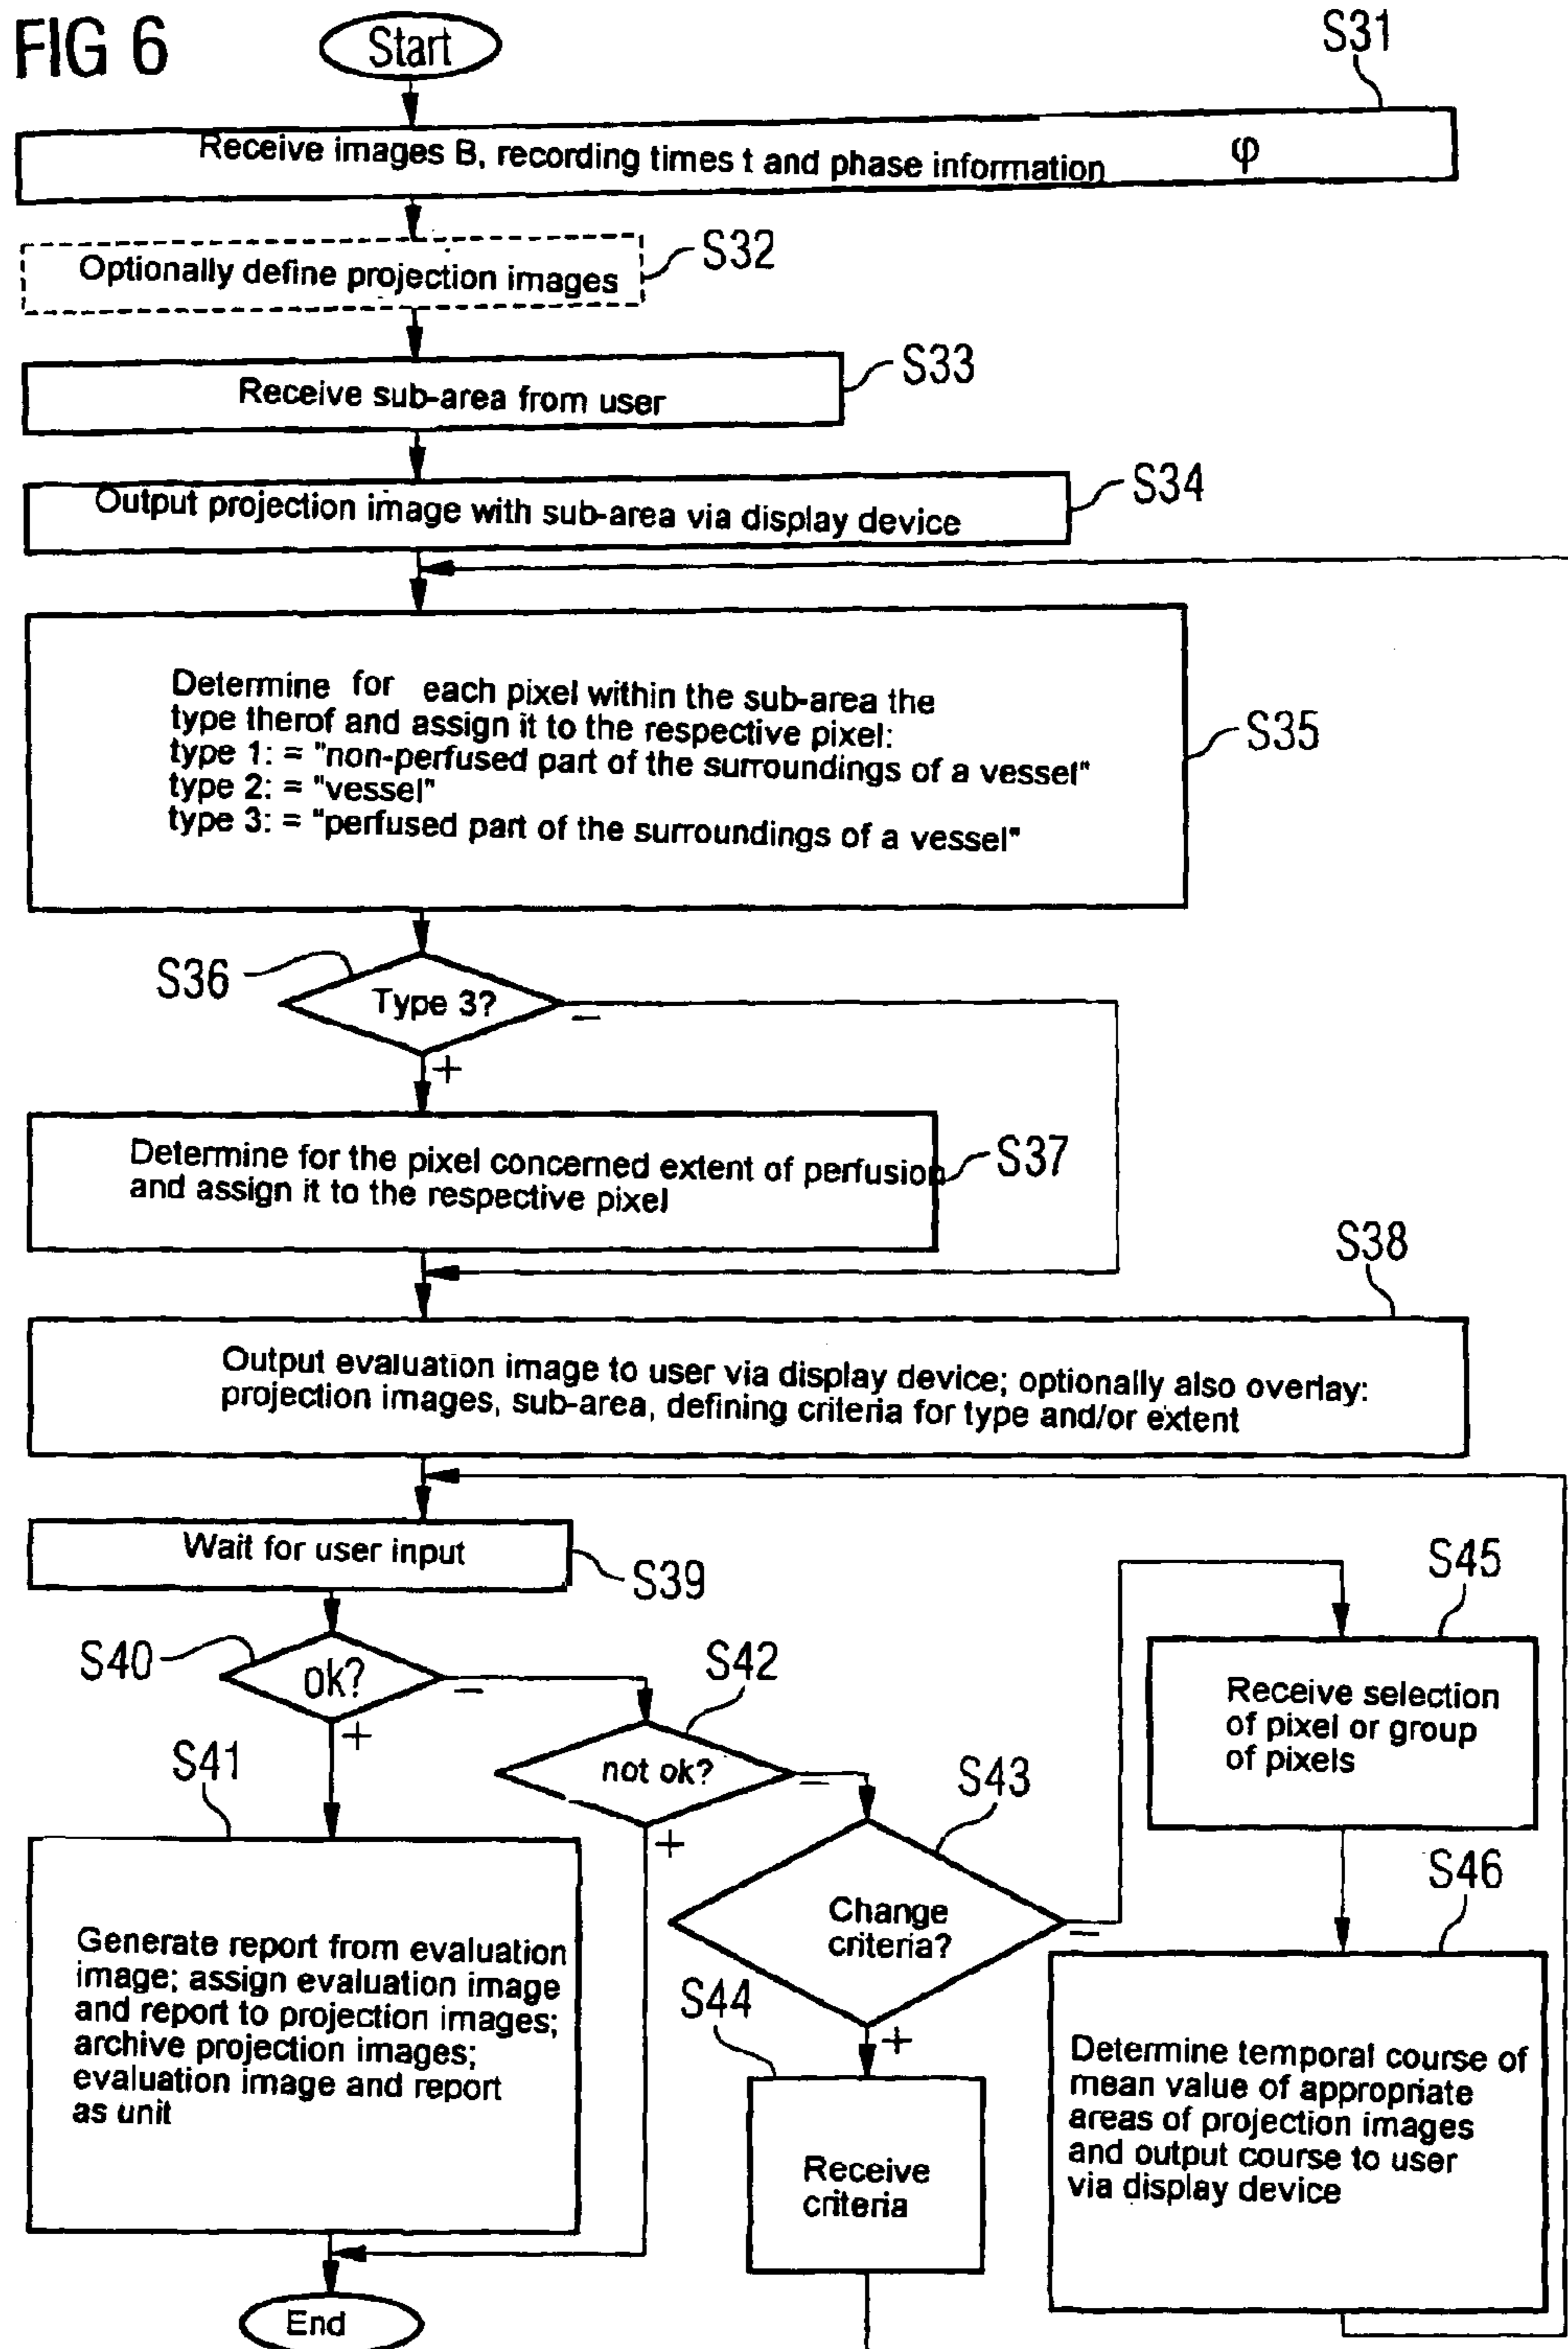 FIG 6
Start
S31
Receive images B, recording times t and phase information φ
S32
Optionally define projection images
S33
Receive sub-area from user
S34
Output projection image with sub-area via display device
Determine for each pixel within the sub-area the
type therof and assign it to the respective pixel:
type 1: = "non-perfused part of the surroundings of a vessel"
type 2: = "vessel"
type 3: = "perfused part of the surroundings of a vessel"
S35
S36
Type 3?
–
+
Determine for the pixel concerned extent of perfusion
and assign it to the respective pixel
S37
S38
Output evaluation image to user via display device; optionally also overlay:
projection images, sub-area, defining criteria for type and/or extent
Wait for user input
S39
S40
ok?
–
+
S41
Generate report from evaluation
image; assign evaluation image
and report to projection images;
archive projection images;
evaluation image and report
as unit
End
S42
not ok?
–
+
S43
Change
criteria?
–
+
S44
Receive
criteria
S45
Receive selection
of pixel or group
of pixels
S46
Determine temporal course of
mean value of appropriate
areas of projection images
and output course to user
via display device